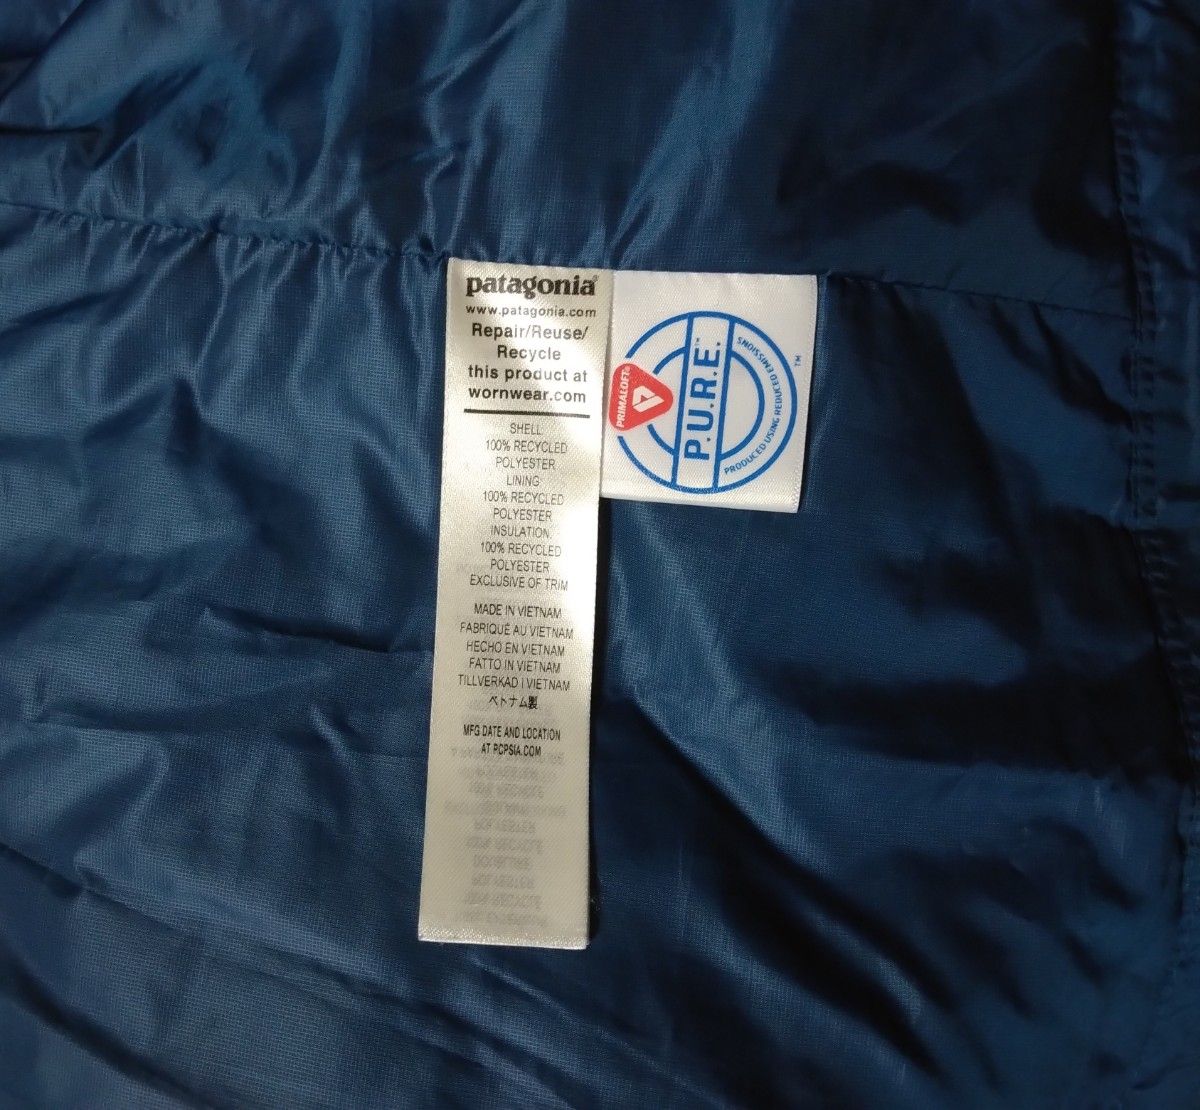 patagonia®
www.patagonia.com
Repair/Reuse/
Recycle
this product at
wornwear.com
SHELL
100% RECYCLED
POLYESTER
LINING
100% RECYCLED
POLYESTER
INSULATION
100% RECYCLED
POLYESTER
EXCLUSIVE OF TRIM
MADE IN VIETNAM
FABRIQUÉ AU VIETNAM
HECHO EN VIETNAM
FATTO IN VIETNAM
TILLVERKAD I VIETNAM
ベトナム製
MFG DATE AND LOCATION
AT PCPSIA.COM
PRIMALOFT®
P.U.R.E.™
PRODUCED USING REDUCED EMISSIONS
™